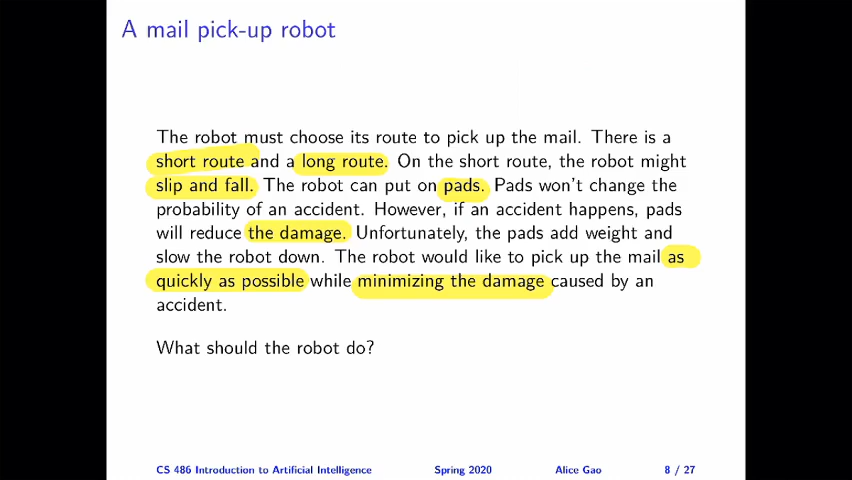 A mail pick-up robot
The robot must choose its route to pick up the mail. There is a
short route and a long route. On the short route, the robot might
slip and fall. The robot can put on pads. Pads won't change the
probability of an accident. However, if an accident happens, pads
will reduce the damage. Unfortunately, the pads add weight and
slow the robot down. The robot would like to pick up the mail as
quickly as possible while minimizing the damage caused by an
accident.
What should the robot do?
CS 486 Introduction to Artificial Intelligence Spring 2020 Alice Gao 8 / 27